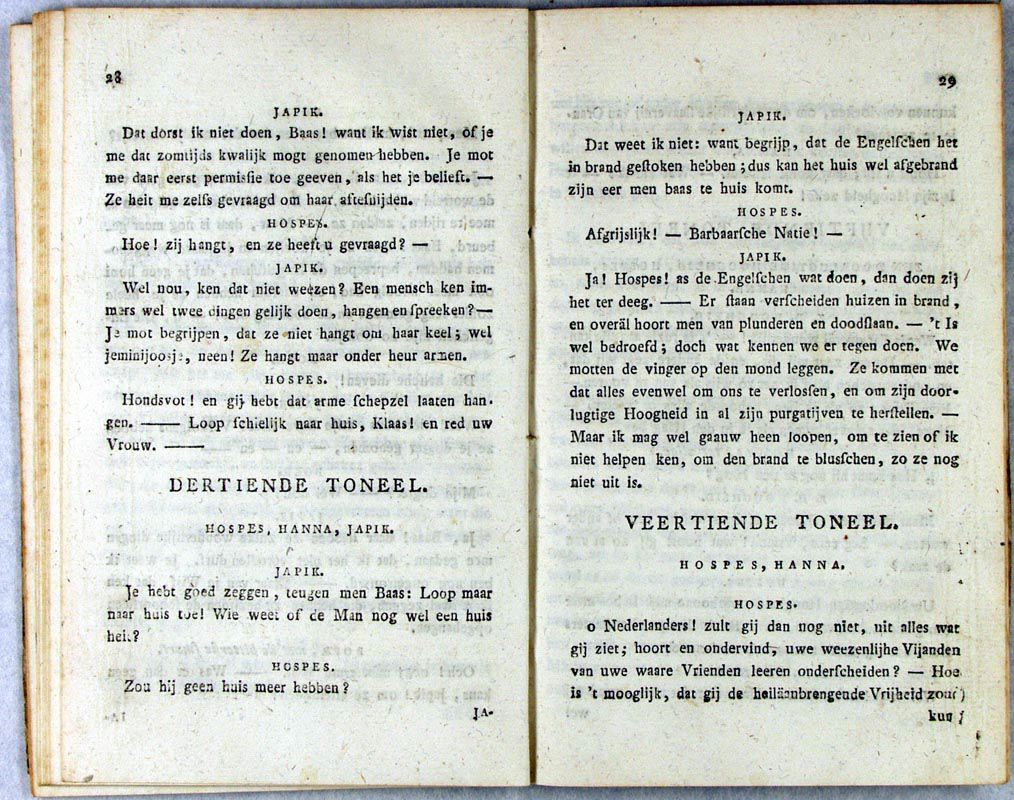 28
JAPIK.
Dat dorst ik niet doen, Baas! want ik wist niet, of je
me dat zomtijds kwalijk mogt genomen hebben. Je mot
me daar eerst permisſie toe geeven, als het je belieft. —
Ze heit me zelfs gevraagd om haar afteſnijden.
HOSPES.
Hoe! zij hangt, en ze heeft u gevraagd? —
JAPIK.
Wel nou, ken dat niet weezen? Een mensch ken im-
mers wel twee dingen gelijk doen, hangen en ſpreeken? —
Je mot begrijpen, dat ze niet hangt om haar keel; wel
jeminijoosje, neen! Ze hangt maar onder heur armen.
HOSPES.
Hondsvot! en gij hebt dat arme ſchepzel laaten han-
gen. —— Loop ſchielijk naar huis, Klaas! en red uw
Vrouw. ——
DERTIENDE TONEEL.
HOSPES, HANNA, JAPIK.
JAPIK.
Je hebt goed zeggen, teugen men Baas: Loop maar
naar huis toe! Wie weet of de Man nog wel een huis
heit?
HOSPES.
Zou hij geen huis meer hebben?
JA-
29
JAPIK.
Dat weet ik niet: want begrijp, dat de Engelſchen het
in brand geſtoken hebben; dus kan het huis wel afgebrand
zijn eer men baas te huis komt.
HOSPES.
Afgrijslijk! — Barbaarſche Natie!
JAPIK.
Ja! Hospes! as de Engelſchen wat doen, dan doen zij
het ter deeg. —— Er ſtaan verſcheiden huizen in brand,
en overäl hoort men van plunderen en doodſlaan. — 't Is
wel bedroefd; doch wat kennen we er tegen doen. We
motten de vinger op den mond leggen. Ze kommen met
dat alles evenwel om ons te verlosſen, en om zijn door-
lugtige Hoogheid in al zijn purgatijven te herſtellen. —
Maar ik mag wel gaauw heen loopen, om te zien of ik
niet helpen ken, om den brand te blusſchen, zo ze nog
niet uit is.
VEERTIENDE TONEEL.
HOSPES, HANNA.
HOSPES.
o Nederlanders! zult gij dan nog niet, uit alles wat
gij ziet; hoort en ondervind, uwe weezenlijke Vijanden
van uwe waare Vrienden leeren onderſcheiden? — Hoe
is 't mooglijk, dat gij de heiläanbrengende Vrijheid zoud
kun